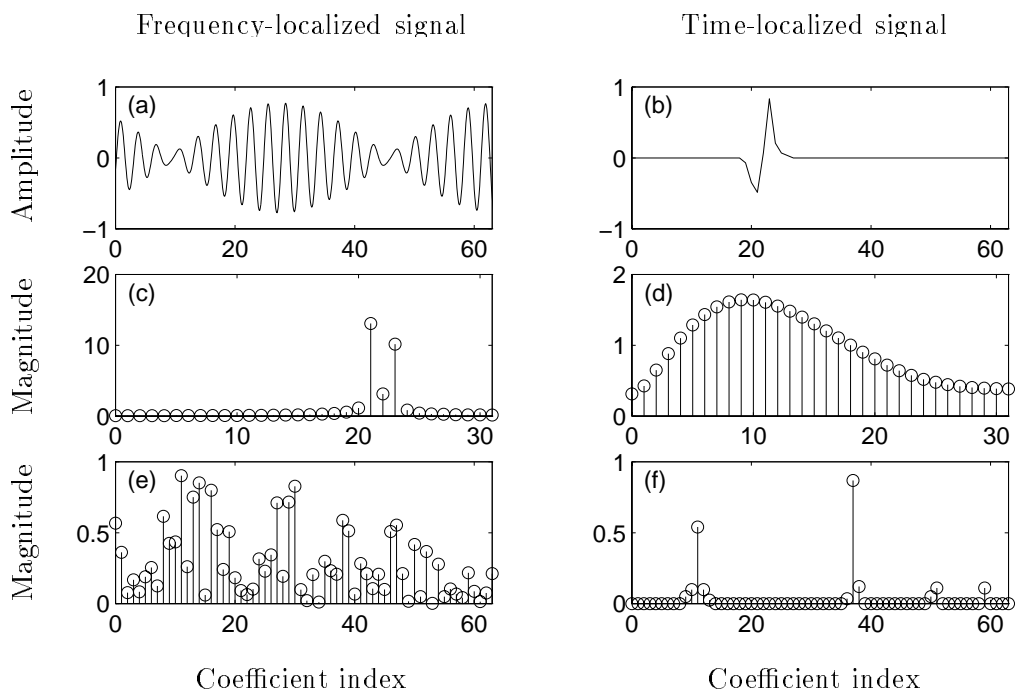 Frequency-localized signal
Time-localized signal
Amplitude
1
0
−1
(a)
0 20 40 60
1
0
−1
(b)
0 20 40 60
Magnitude
20
10
0
(c)
0 10 20 30
2
1
0
(d)
0 10 20 30
Magnitude
1
0.5
0
(e)
0 20 40 60
1
0.5
0
(f)
0 20 40 60
Coefficient index
Coefficient index